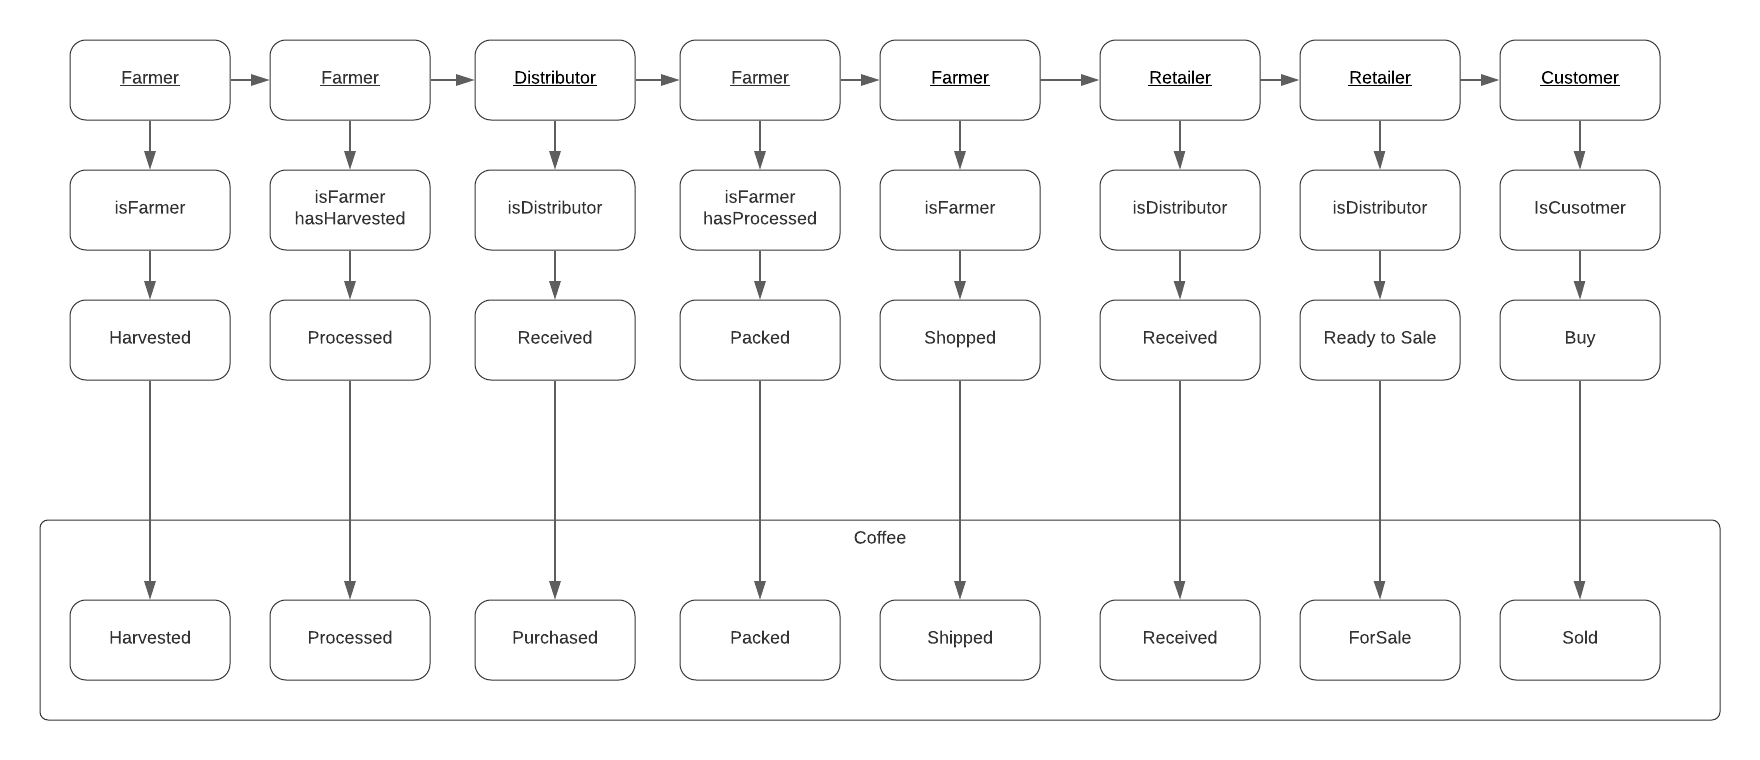 Farmer
Farmer
Distributor
Farmer
Farmer
Retailer
Retailer
Customer
isFarmer
isFarmer
hasHarvested
isDistributor
isFarmer
hasProcessed
isFarmer
isDistributor
isDistributor
IsCusotmer
Harvested
Processed
Received
Packed
Shopped
Received
Ready to Sale
Buy
Coffee
Harvested
Processed
Purchased
Packed
Shipped
Received
ForSale
Sold